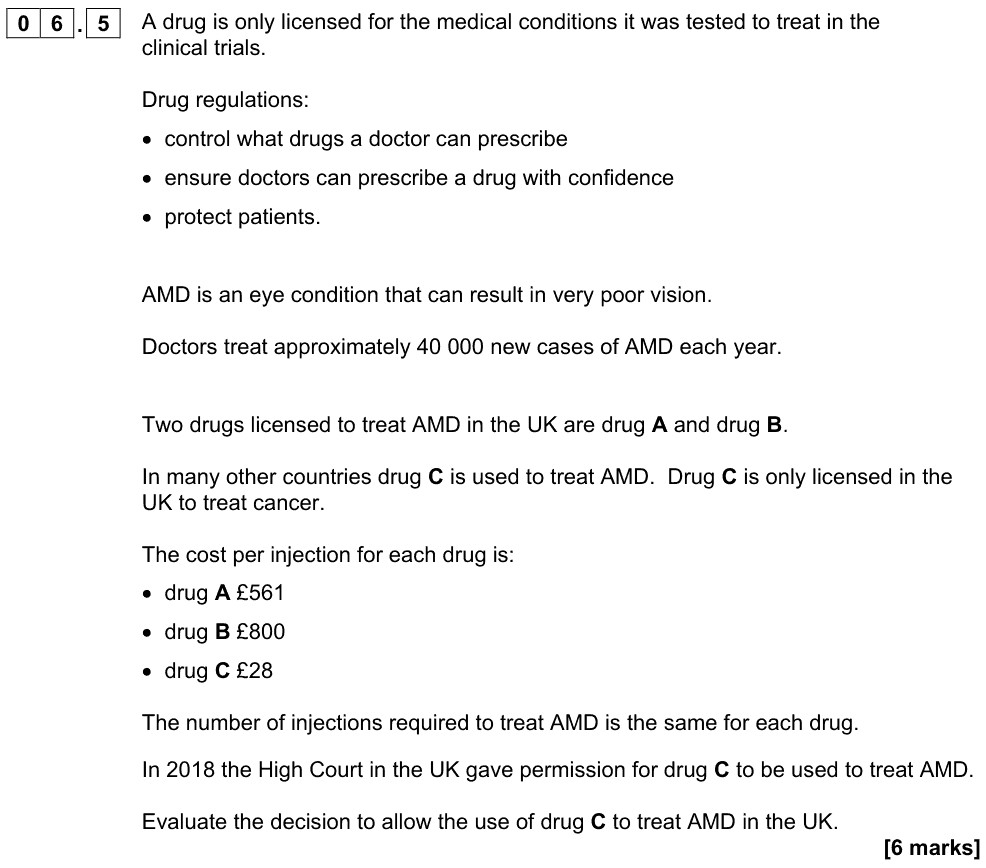 0 6 . 5 A drug is only licensed for the medical conditions it was tested to treat in the
clinical trials.
Drug regulations:
• control what drugs a doctor can prescribe
• ensure doctors can prescribe a drug with confidence
• protect patients.
AMD is an eye condition that can result in very poor vision.
Doctors treat approximately 40 000 new cases of AMD each year.
Two drugs licensed to treat AMD in the UK are drug A and drug B.
In many other countries drug C is used to treat AMD. Drug C is only licensed in the
UK to treat cancer.
The cost per injection for each drug is:
• drug A £561
• drug B £800
• drug C £28
The number of injections required to treat AMD is the same for each drug.
In 2018 the High Court in the UK gave permission for drug C to be used to treat AMD.
Evaluate the decision to allow the use of drug C to treat AMD in the UK.
[6 marks]